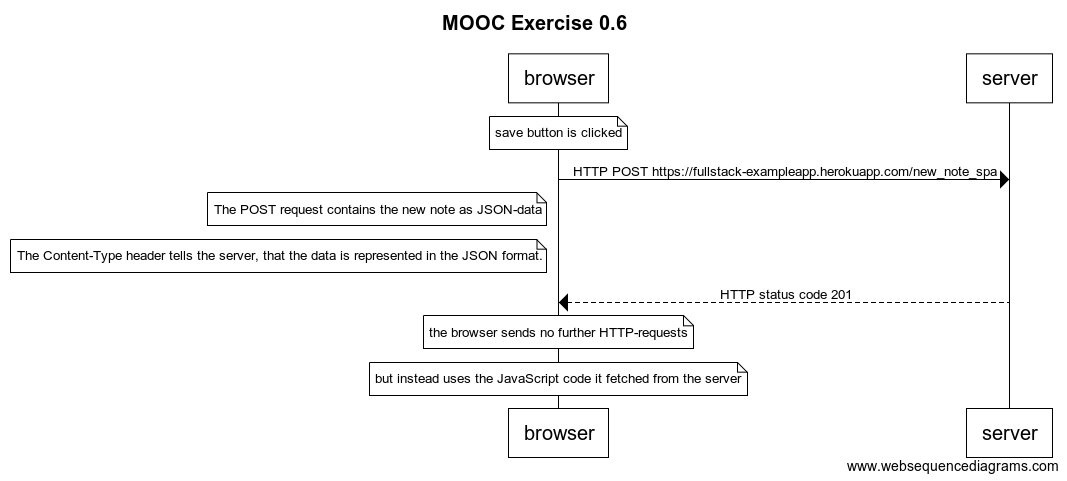 MOOC Exercise 0.6
browser
server
save button is clicked
HTTP POST https://fullstack-exampleapp.herokuapp.com/new_note_spa
The POST request contains the new note as JSON-data
The Content-Type header tells the server, that the data is represented in the JSON format.
HTTP status code 201
the browser sends no further HTTP-requests
but instead uses the JavaScript code it fetched from the server
browser
server
www.websequencediagrams.com